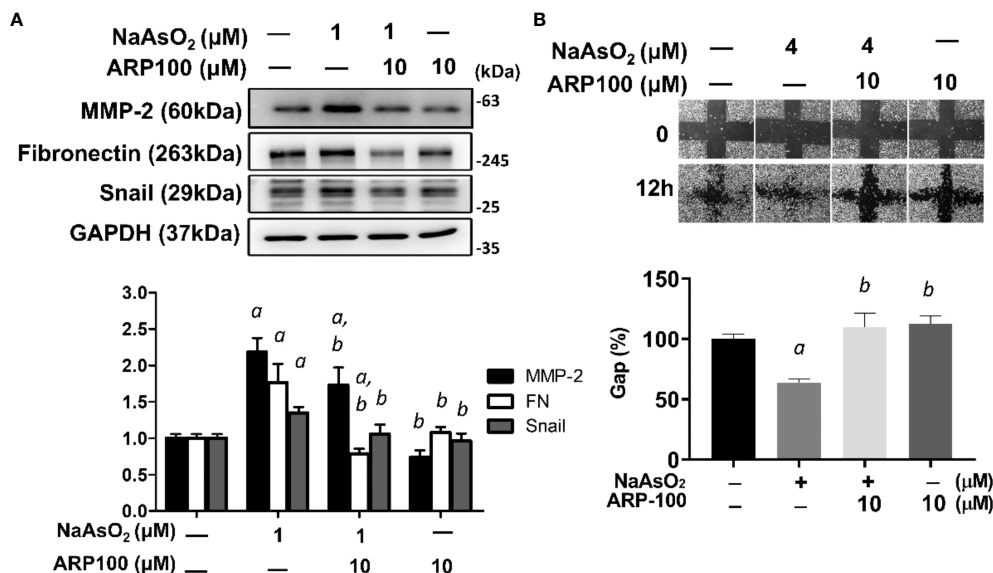 A
NaAsO2 (μM) — 1 1 —
ARP100 (μM) — — 10 10 (kDa)
MMP-2 (60kDa) -63
Fibronectin (263kDa) -245
Snail (29kDa) -25
GAPDH (37kDa) -35
3.0
2.5
2.0
1.5
1.0
0.5
0.0
a a a
a, b a, b b
b b b
MMP-2
FN
Snail
NaAsO2 (μM) — 1 1 —
ARP100 (μM) — — 10 10
B
NaAsO2 (μM) — 4 4 —
ARP100 (μM) — — 10 10
0
12h
Gap (%)
150
100
50
0
a b b
NaAsO2 – + + – (μM)
ARP-100 – – 10 10 (μM)